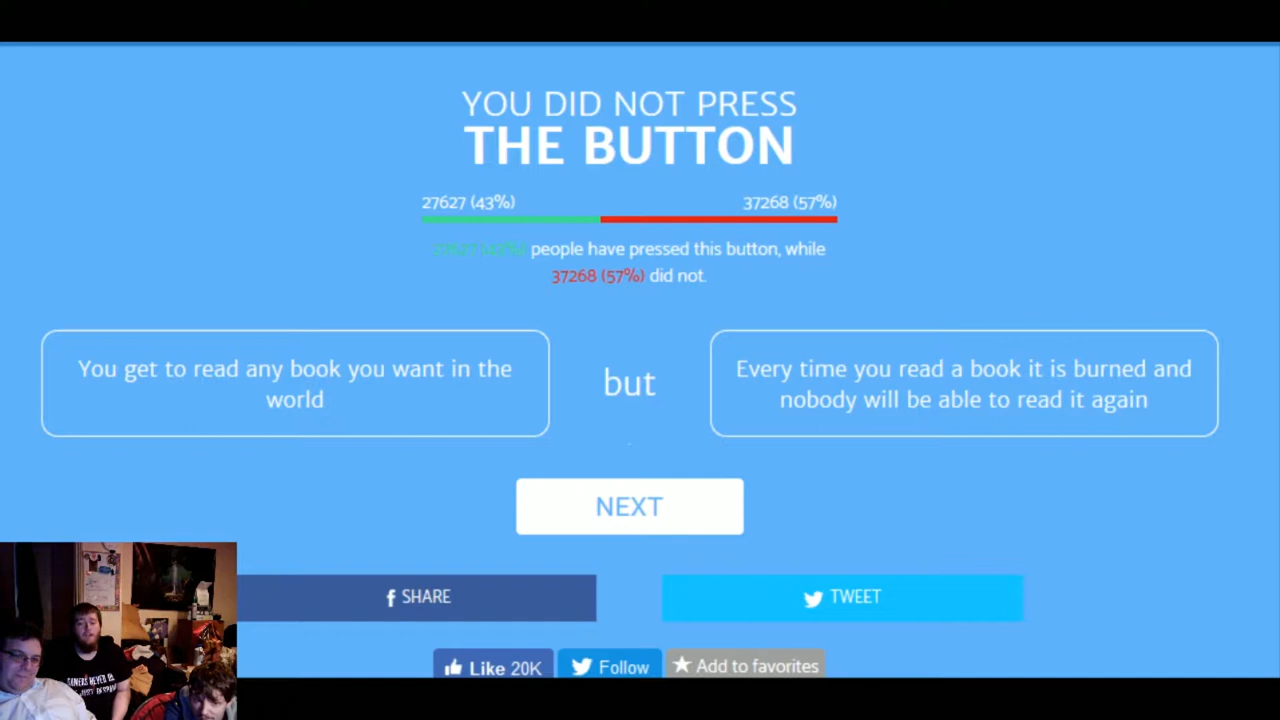 YOU DID NOT PRESS
THE BUTTON
27627 (43%) 37268 (57%)
27627 (43%) people have pressed this button, while
37268 (57%) did not.
You get to read any book you want in the
world
but
Every time you read a book it is burned and
nobody will be able to read it again
NEXT
SHARE
TWEET
Like 20K
Follow
Add to favorites